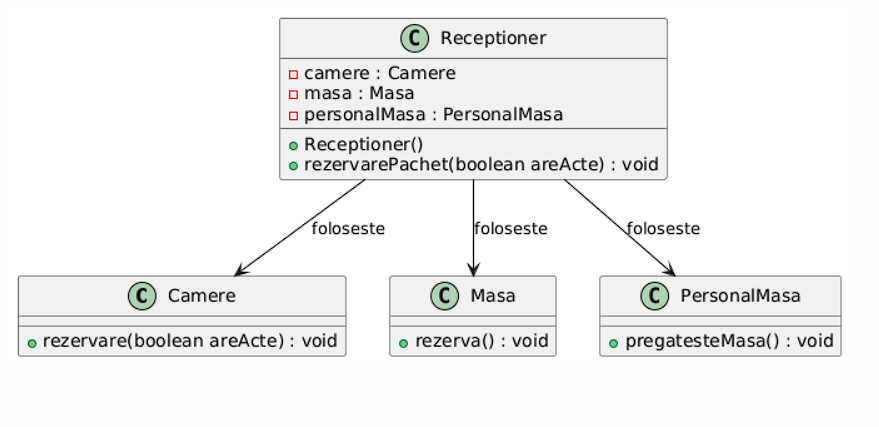 C Receptioner
camere : Camere
masa : Masa
personalMasa : PersonalMasa
Receptioner()
rezervarePachet(boolean areActe) : void
foloseste foloseste foloseste
C Camere
rezervare(boolean areActe) : void
C Masa
rezerva() : void
C PersonalMasa
pregatesteMasa() : void